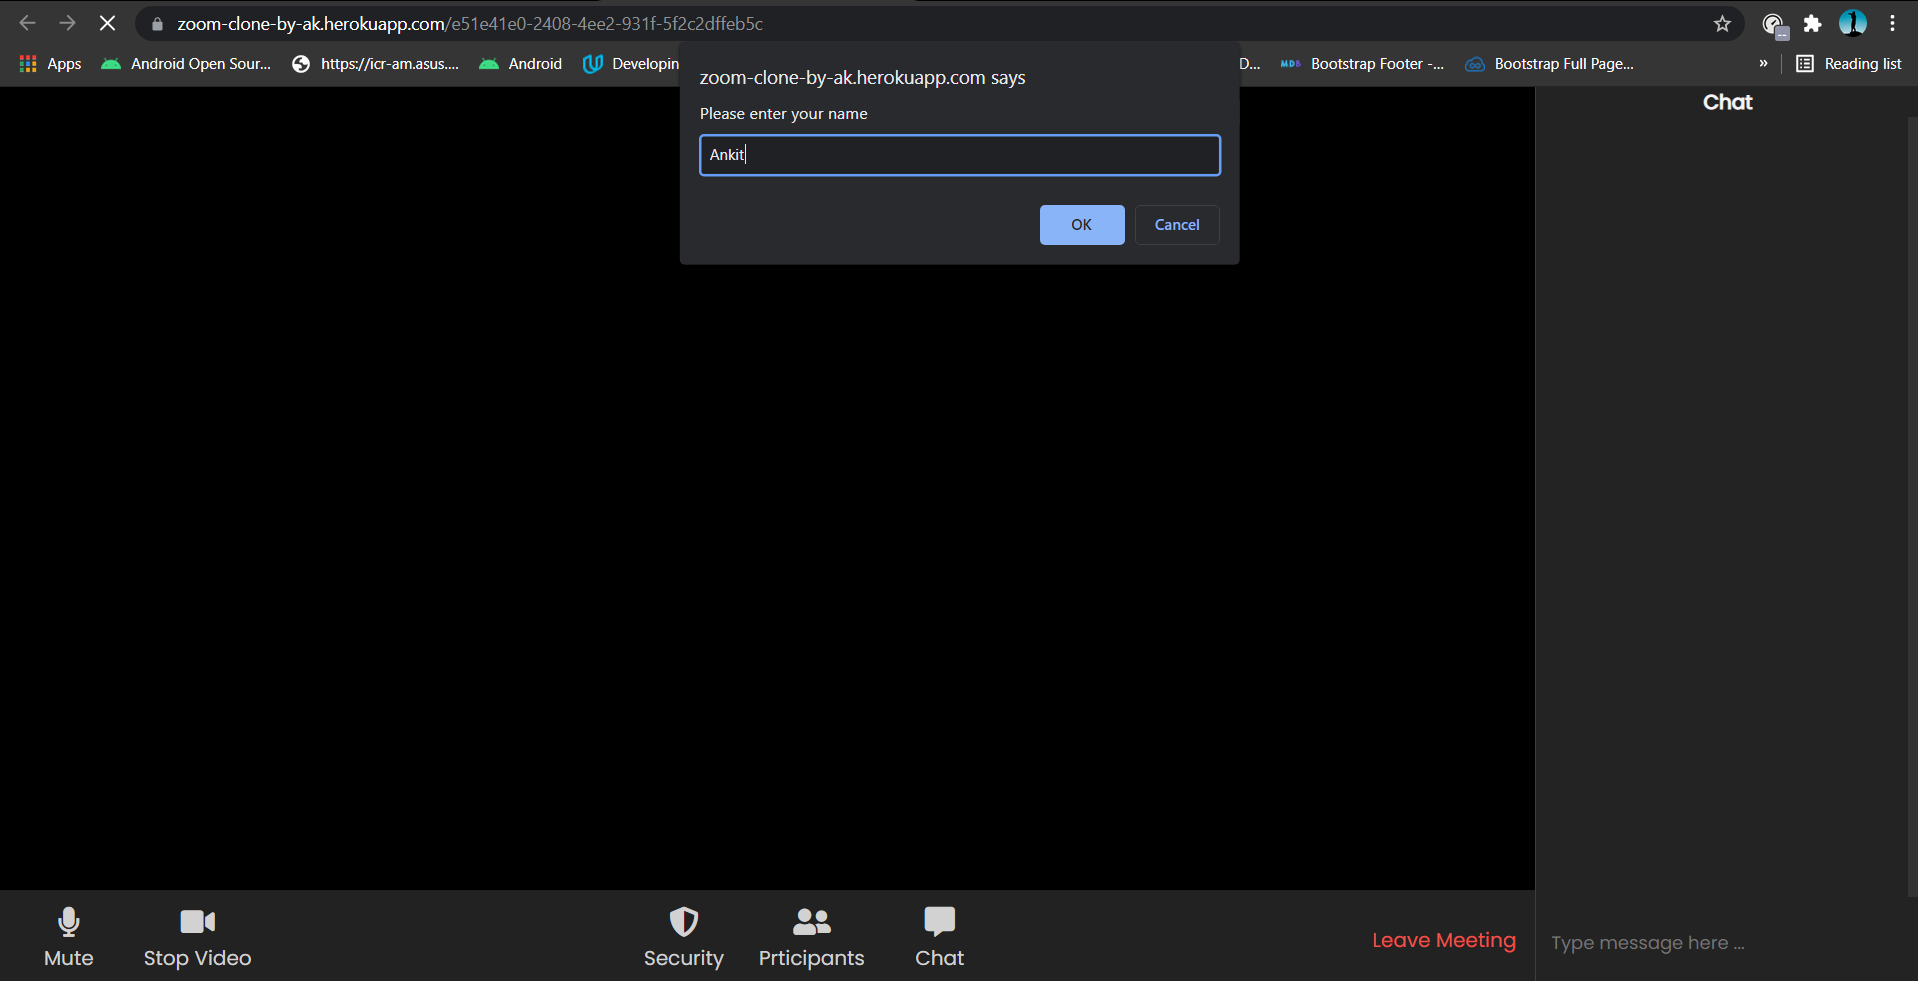 zoom-clone-by-ak.herokuapp.com/e51e41e0-2408-4ee2-931f-5f2c2dffeb5c
Apps Android Open Sour... https://icr-am.asus.... Android Developin D... MDB Bootstrap Footer -... Bootstrap Full Page... » Reading list
zoom-clone-by-ak.herokuapp.com says
Please enter your name
Ankit
OK Cancel
Chat
Mute Stop Video Security Prticipants Chat Leave Meeting
Type message here ...